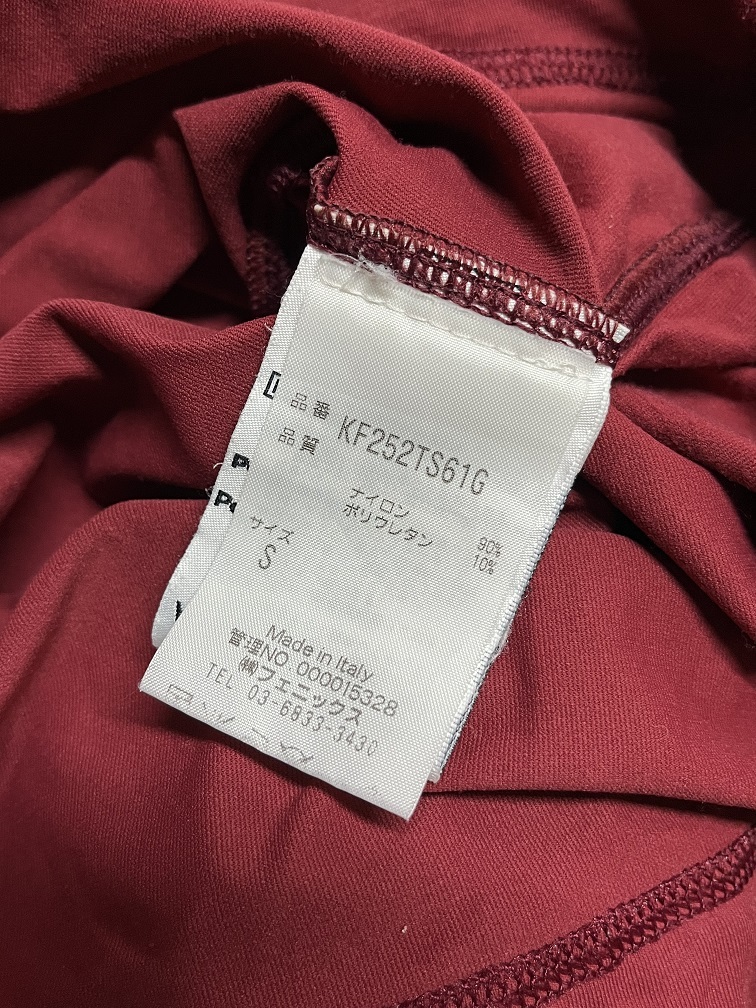 品番 KF252TS61G
品質
ナイロン 90%
ポリウレタン 10%
サイズ
S
Made in Italy
管理NO 000015328
㈱フェニックス
TEL 03-6833-3430